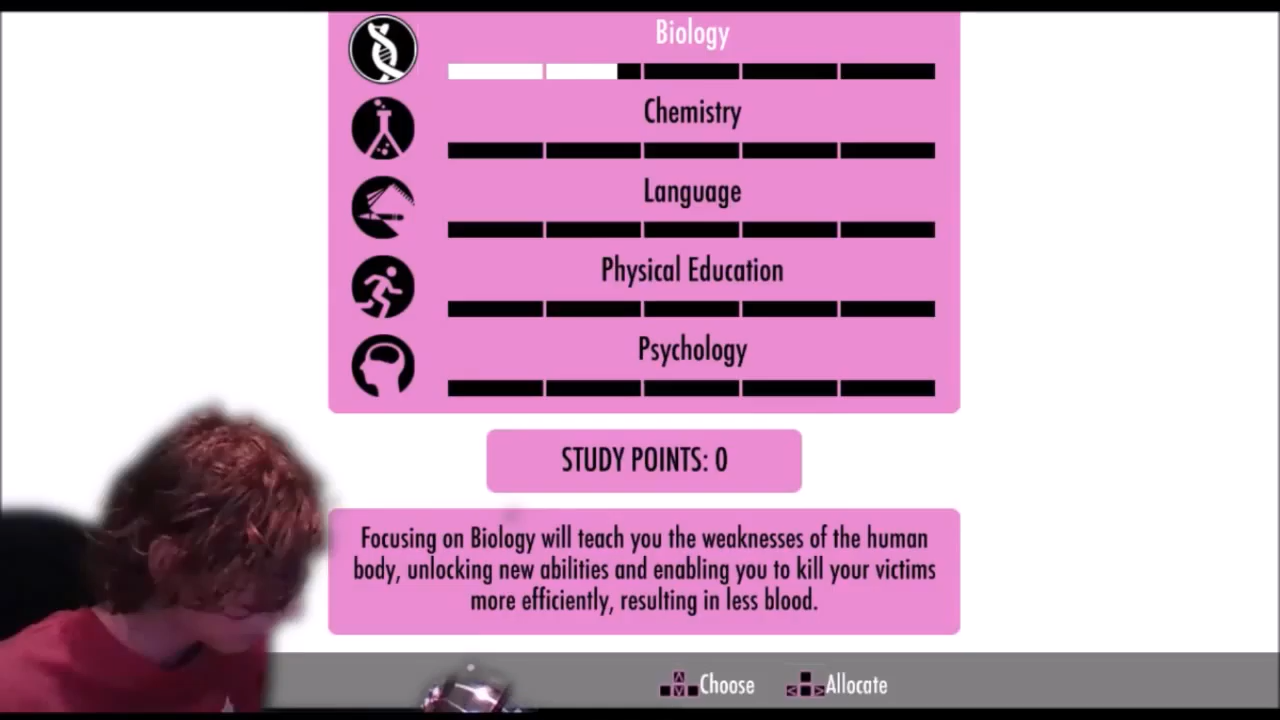 Biology
Chemistry
Language
Physical Education
Psychology
STUDY POINTS: 0
Focusing on Biology will teach you the weaknesses of the human
body, unlocking new abilities and enabling you to kill your victims
more efficiently, resulting in less blood.
Choose Allocate